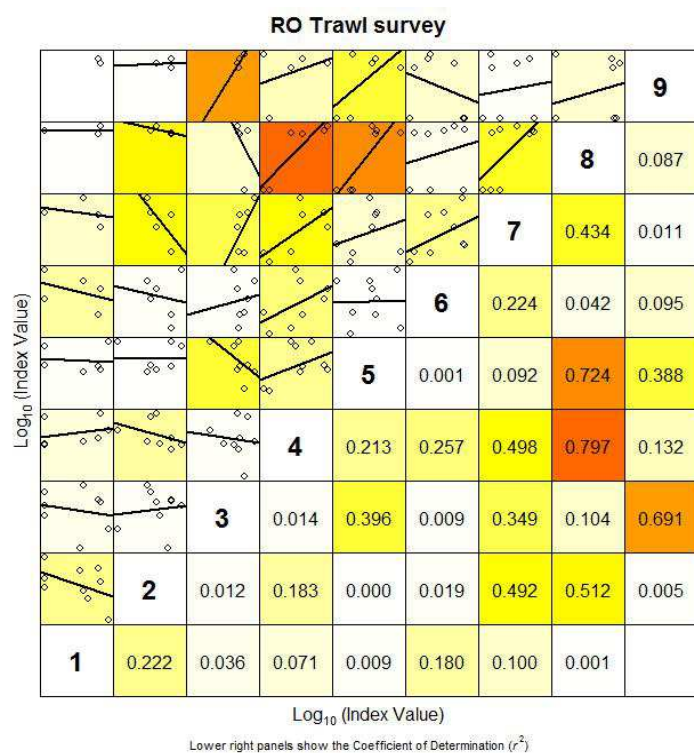 RO Trawl survey
9
8 0.087
7 0.434 0.011
6 0.224 0.042 0.095
5 0.001 0.092 0.724 0.388
4 0.213 0.257 0.498 0.797 0.132
3 0.014 0.396 0.009 0.349 0.104 0.691
2 0.012 0.183 0.000 0.019 0.492 0.512 0.005
1 0.222 0.036 0.071 0.009 0.180 0.100 0.001
Log₁₀ (Index Value)
Log₁₀ (Index Value)
Lower right panels show the Coefficient of Determination (r²)